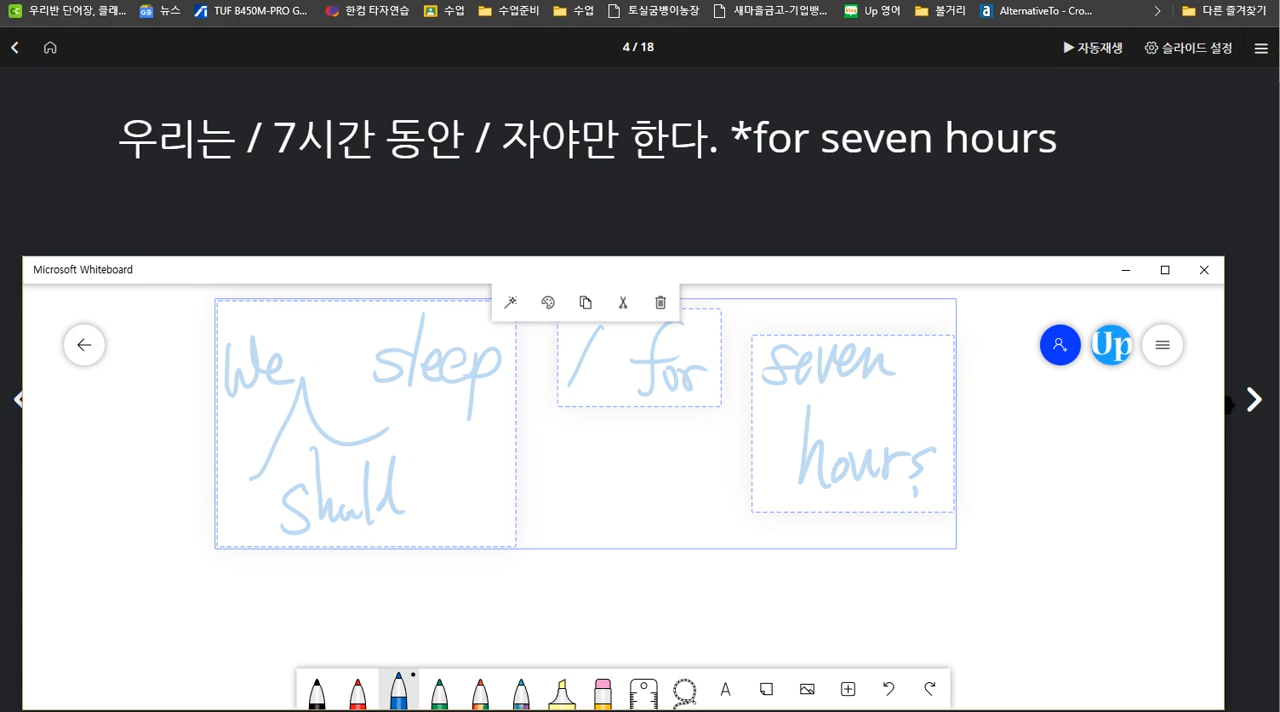 우리반 단어장, 클래... 뉴스 TUF B450M-PRO G... 한컴 타자연습 수업 수업준비 수업 토실굼벵이농장 새마을금고-기업뱅... Up 영어 볼거리 AlternativeTo - Cro... 다른 즐겨찾기
4 / 18 ▶ 자동재생 슬라이드 설정
우리는 / 7시간 동안 / 자야만 한다. *for seven hours
Microsoft Whiteboard
We sleep / for seven
should hours.
Up
A